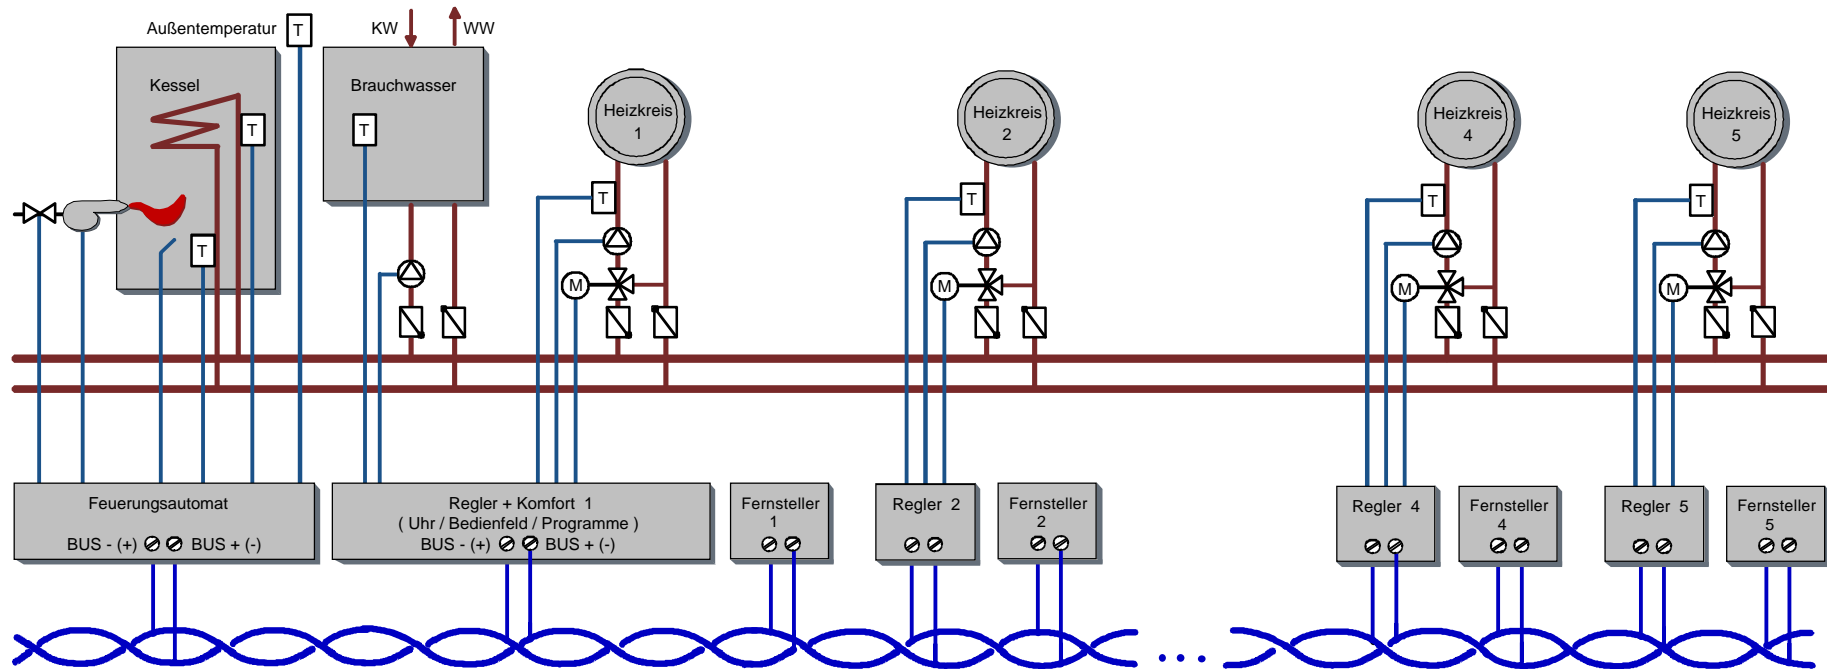 Außentemperatur
T
KW
WW
Kessel
T
T
Brauchwasser
T
Heizkreis
1
T
M
Heizkreis
2
T
M
Heizkreis
4
T
M
Heizkreis
5
T
M
Feuerungsautomat
BUS - (+)
BUS + (-)
Regler + Komfort 1
( Uhr / Bedienfeld / Programme )
BUS - (+)
BUS + (-)
Fernsteller
1
Regler 2
Fernsteller
2
Regler 4
Fernsteller
4
Regler 5
Fernsteller
5